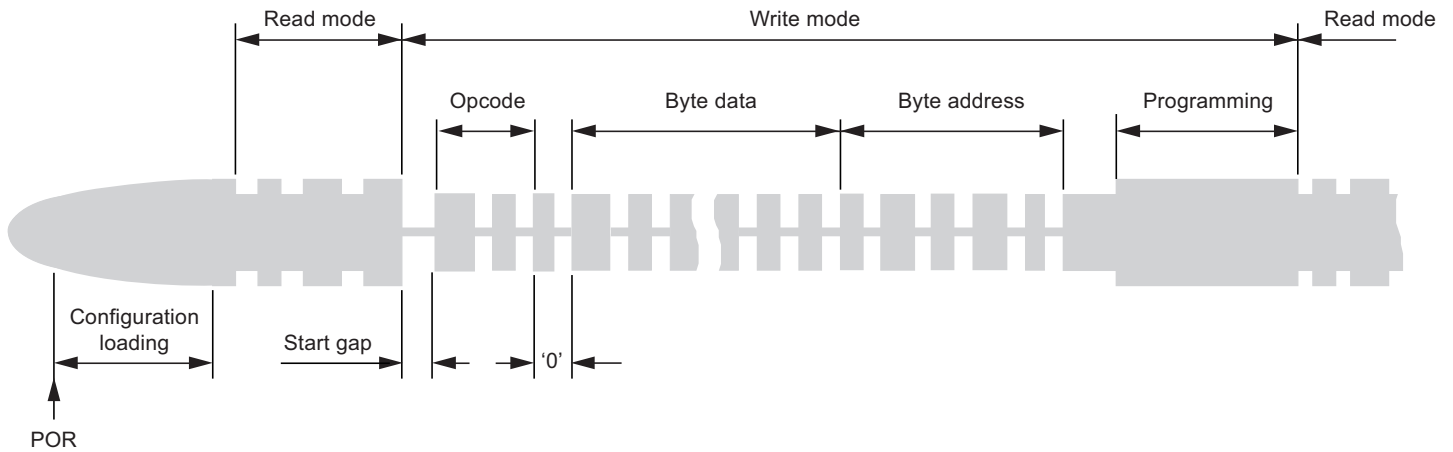 Read mode
Write mode
Read mode
Opcode
Byte data
Byte address
Programming
Configuration
loading
Start gap
‘0’
POR